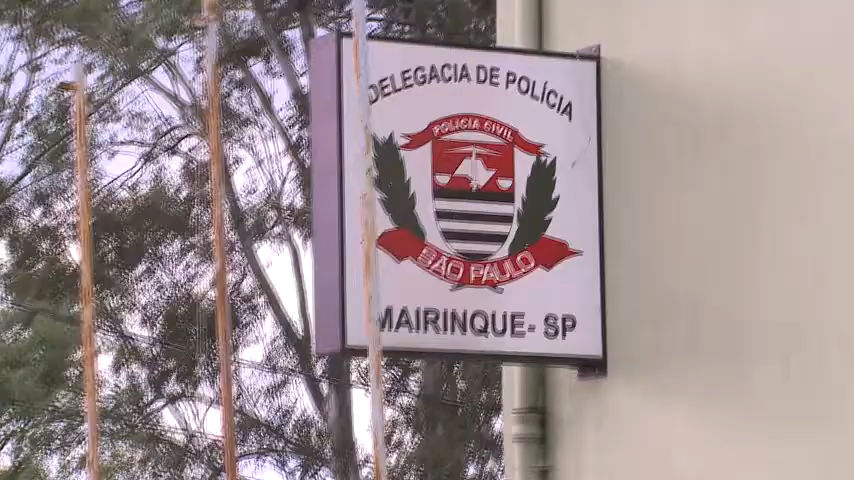 DELEGACIA DE POLÍCIA
POLÍCIA CIVIL
SÃO PAULO
MAIRINQUE- SP